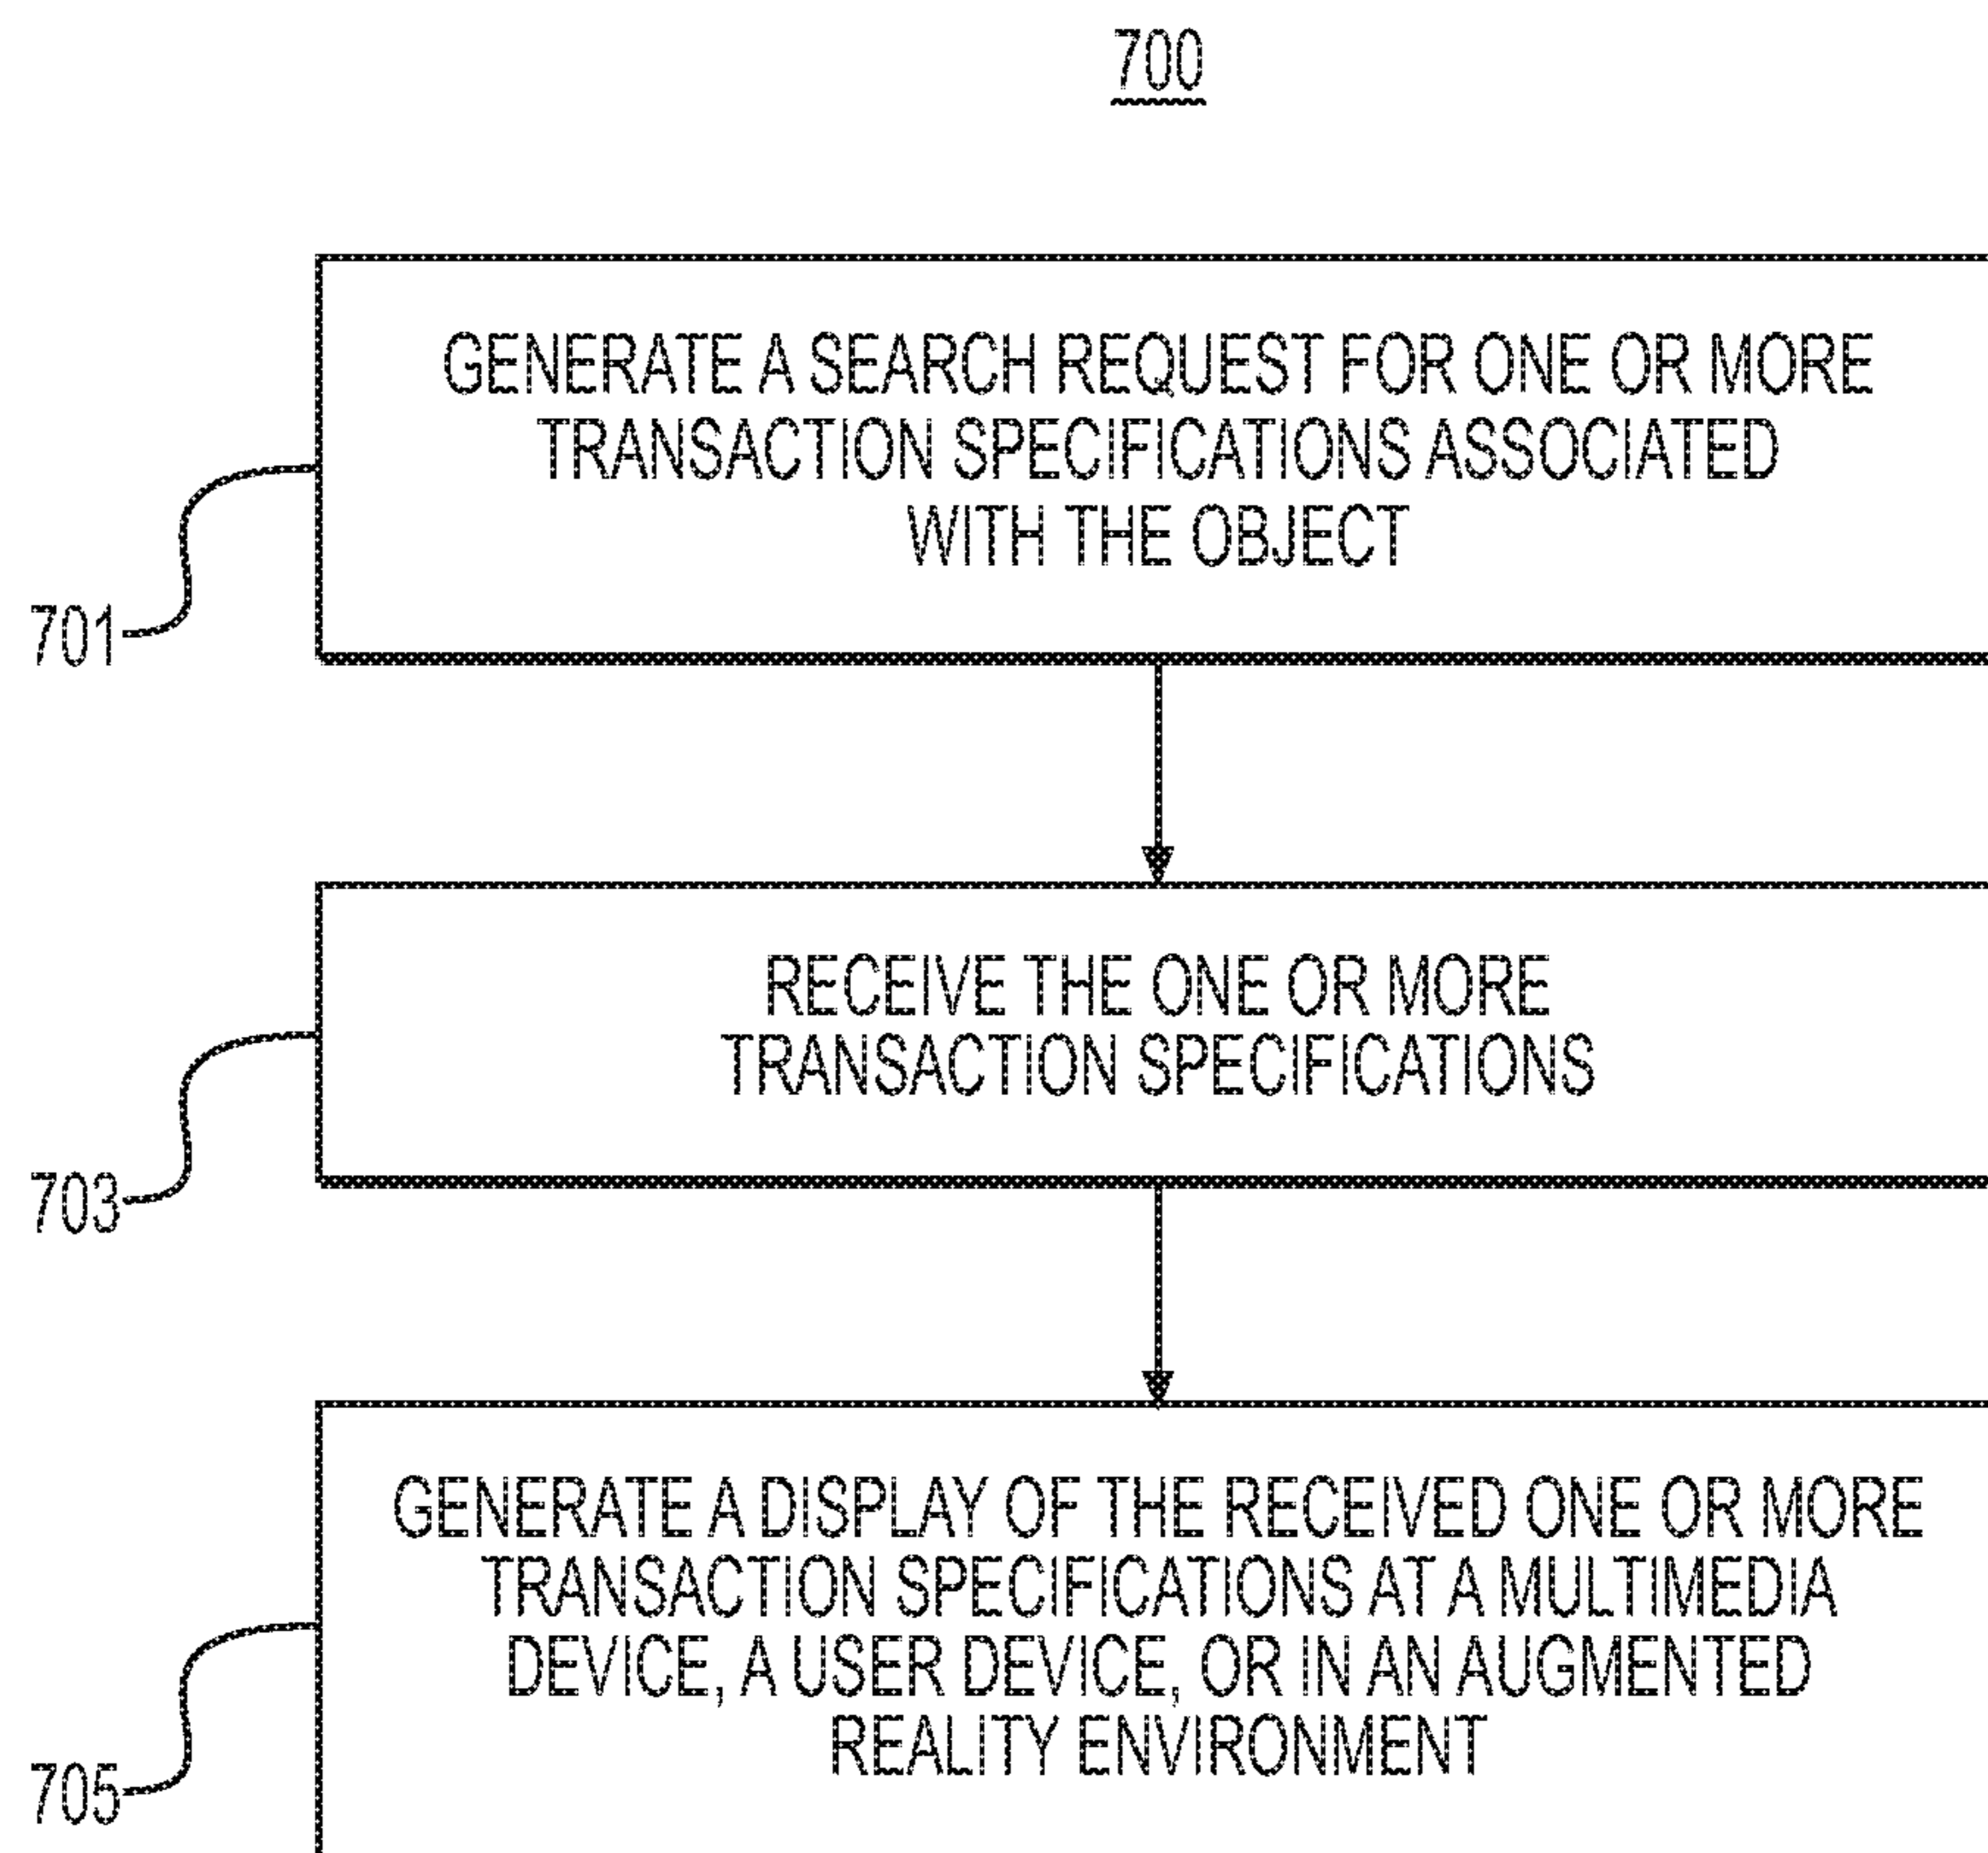 700
GENERATE A SEARCH REQUEST FOR ONE OR MORE
TRANSACTION SPECIFICATIONS ASSOCIATED
WITH THE OBJECT
701
RECEIVE THE ONE OR MORE
TRANSACTION SPECIFICATIONS
703
GENERATE A DISPLAY OF THE RECEIVED ONE OR MORE
TRANSACTION SPECIFICATIONS AT A MULTIMEDIA
DEVICE, A USER DEVICE, OR IN AN AUGMENTED
REALITY ENVIRONMENT
705